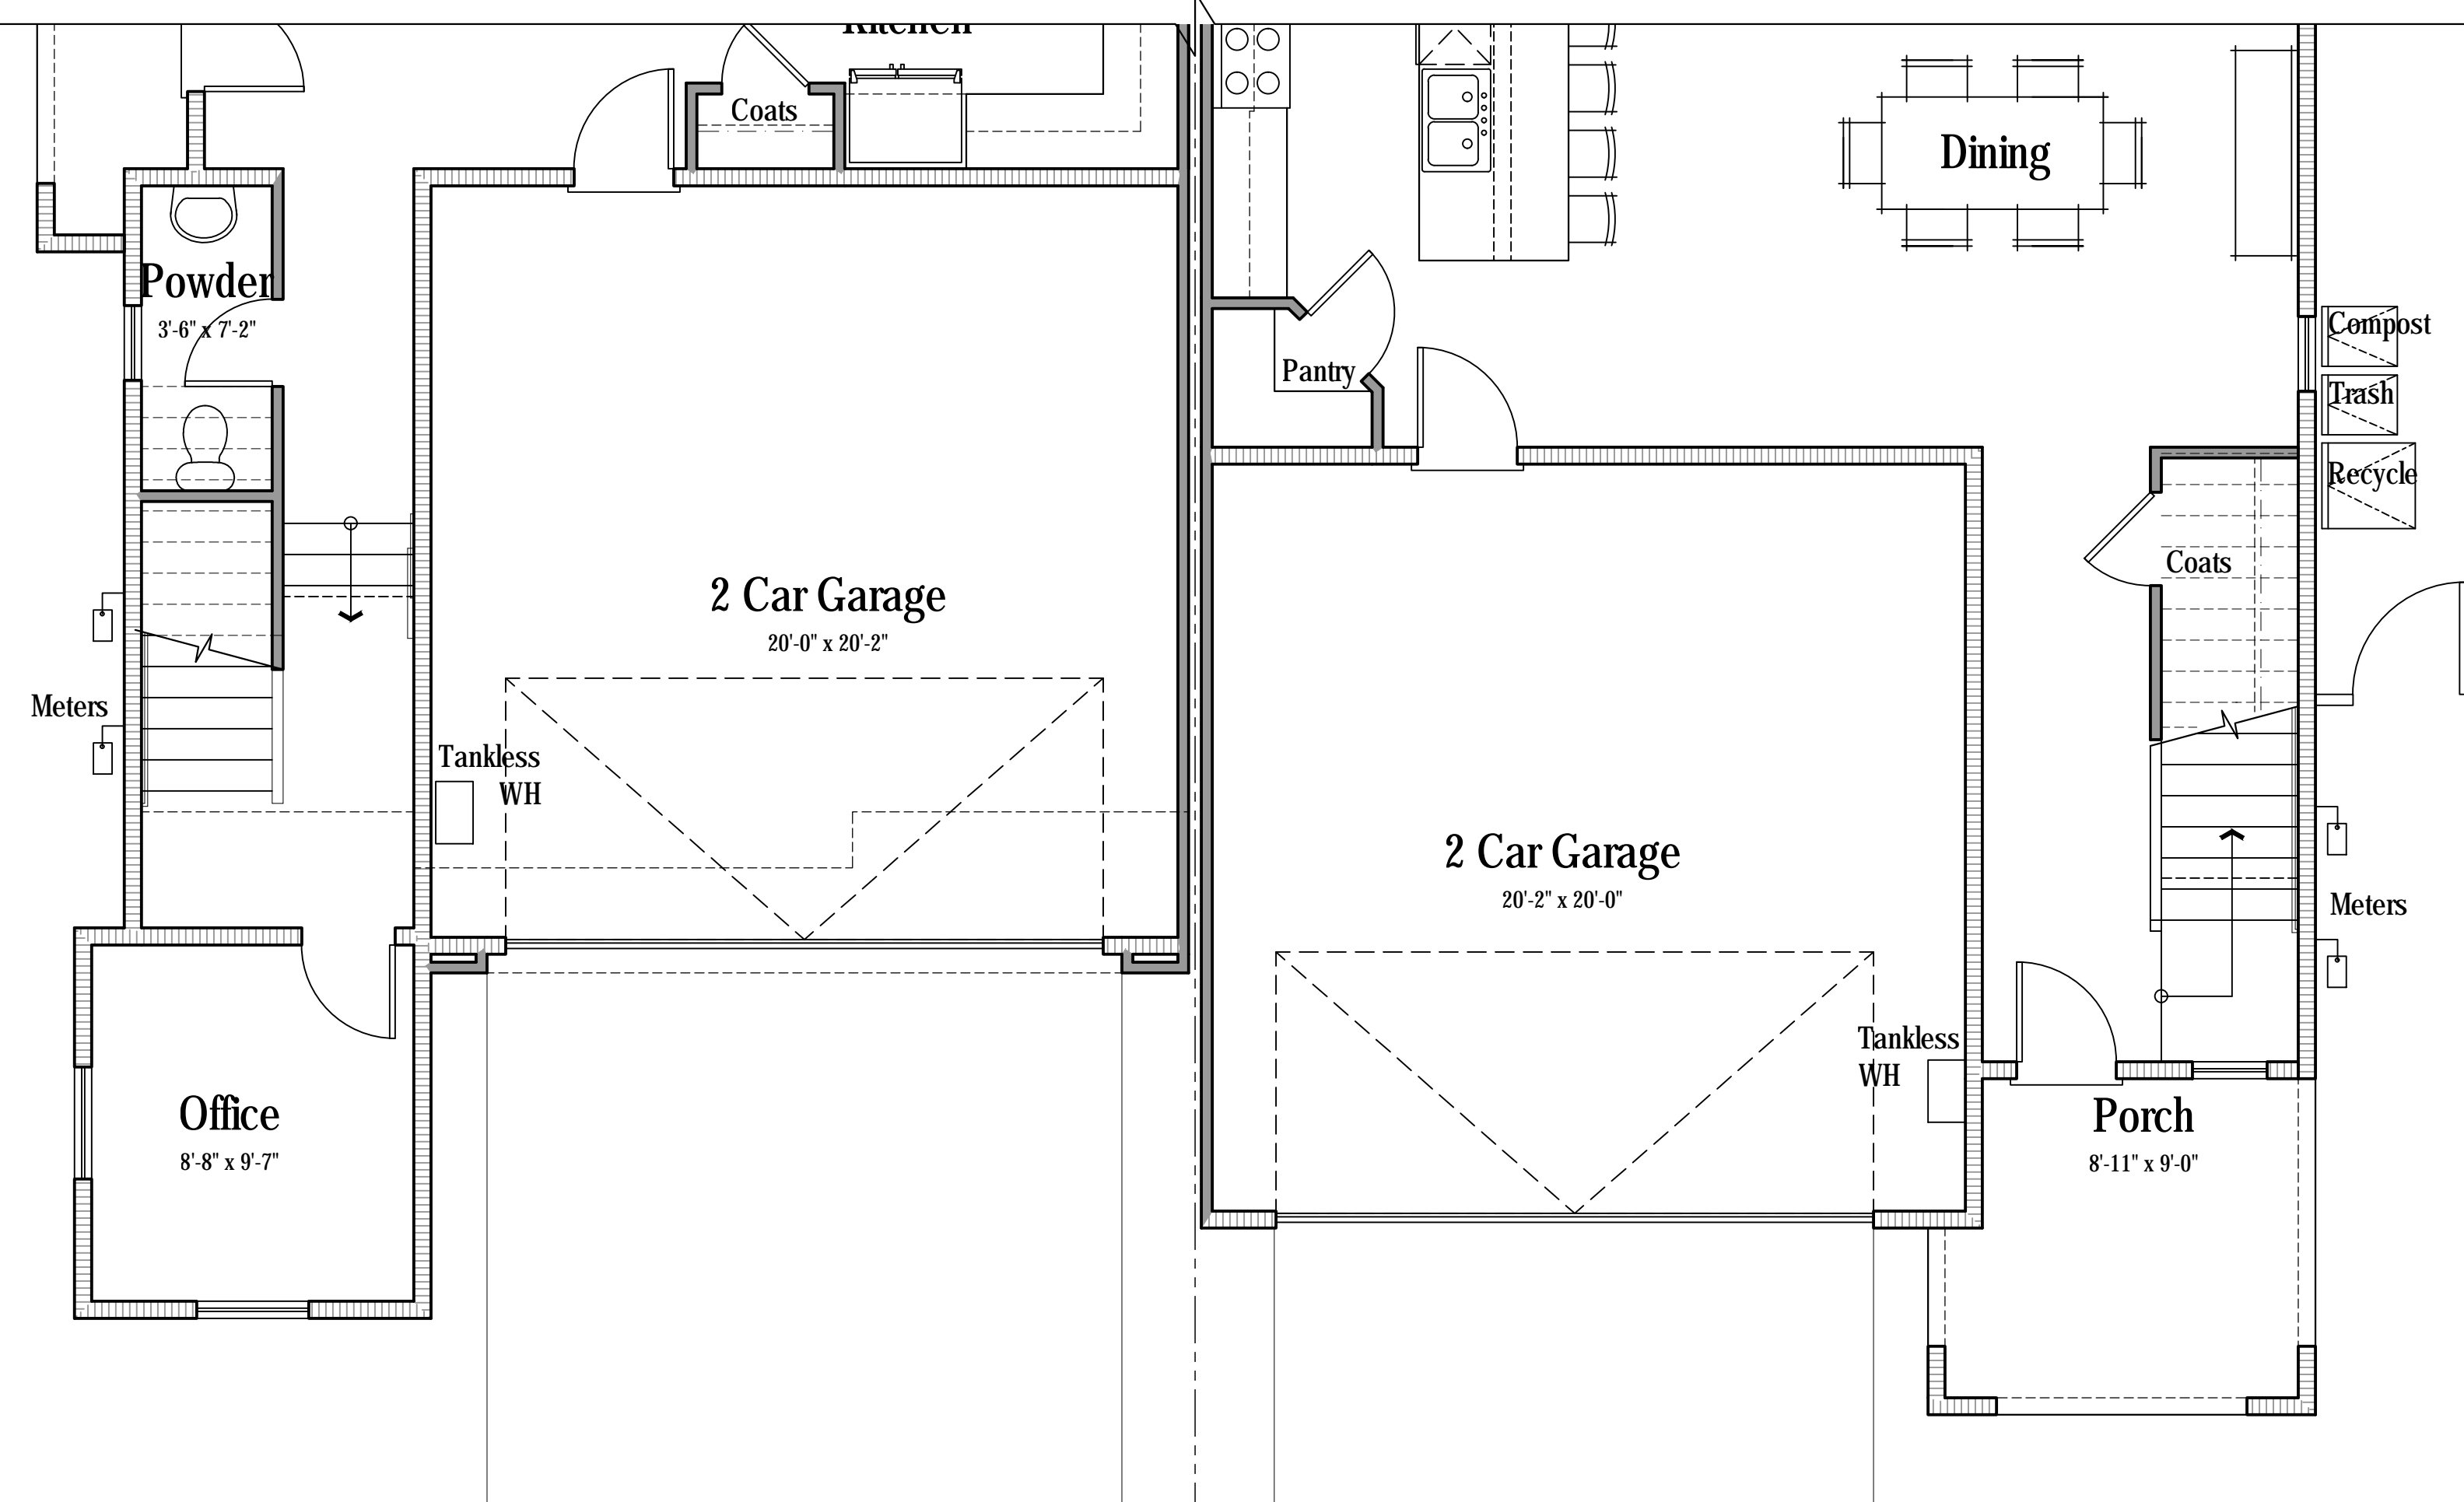 Kitchen
Coats
Dining
Powder
3'-6" x 7'-2"
Compost
Pantry
Trash
Recycle
Coats
2 Car Garage
20'-0" x 20'-2"
Meters
Tankless
WH
2 Car Garage
20'-2" x 20'-0"
Meters
Tankless
WH
Office
8'-8" x 9'-7"
Porch
8'-11" x 9'-0"